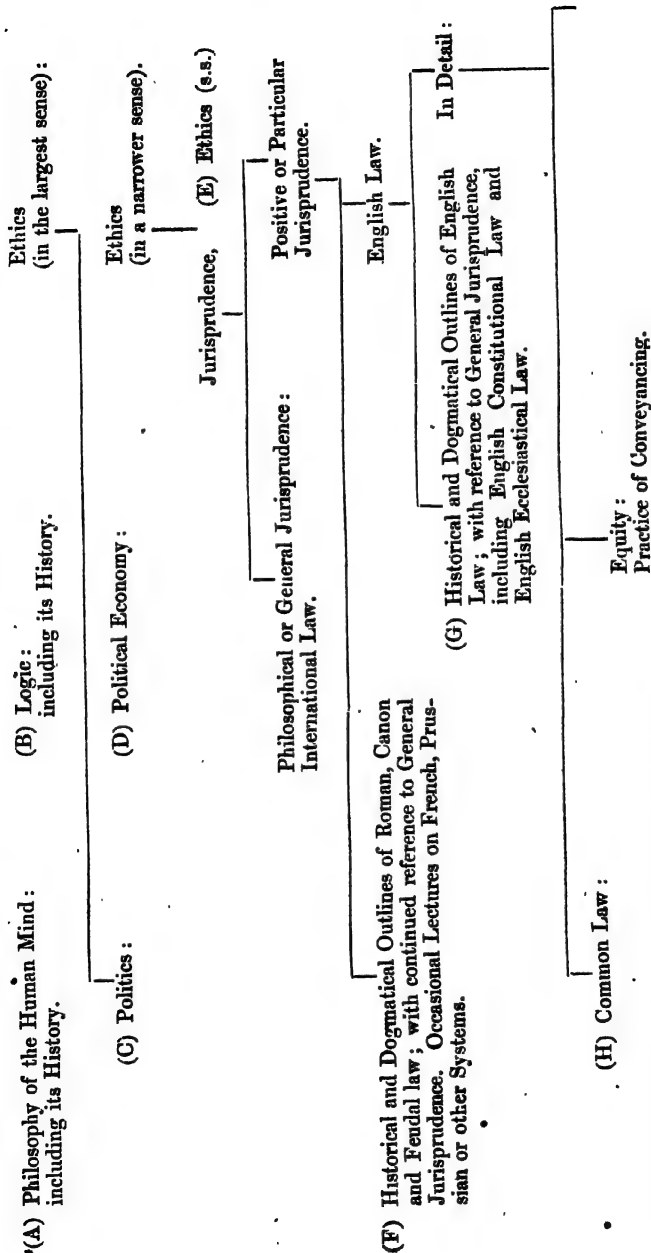 (A) Philosophy of the Human Mind:
including its History.
(B) Logic:
including its History.
Ethics
(in the largest sense):
(C) Politics:
(D) Political Economy:
Ethics
(in a narrower sense).
Jurisprudence,
(E) Ethics (s.s.)
Philosophical or General Jurisprudence:
International Law.
Positive or Particular
Jurisprudence.
(F) Historical and Dogmatical Outlines of Roman, Canon
and Feudal law; with continued reference to General
Jurisprudence. Occasional Lectures on French, Prus-
sian or other Systems.
English Law.
(G) Historical and Dogmatical Outlines of English
Law; with reference to General Jurisprudence,
including English Constitutional Law and
English Ecclesiastical Law.
In Detail:
(H) Common Law:
Equity:
Practice of Conveyancing.